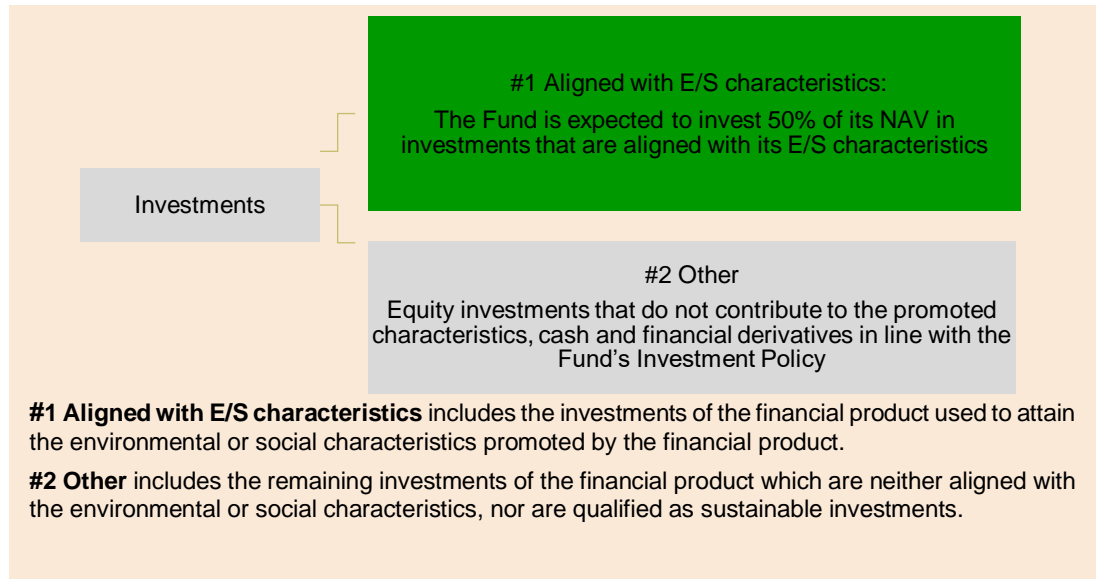 #1 Aligned with E/S characteristics:
The Fund is expected to invest 50% of its NAV in
investments that are aligned with its E/S characteristics
Investments
#2 Other
Equity investments that do not contribute to the promoted
characteristics, cash and financial derivatives in line with the
Fund's Investment Policy
#1 Aligned with E/S characteristics includes the investments of the financial product used to attain
the environmental or social characteristics promoted by the financial product.
#2 Other includes the remaining investments of the financial product which are neither aligned with
the environmental or social characteristics, nor are qualified as sustainable investments.